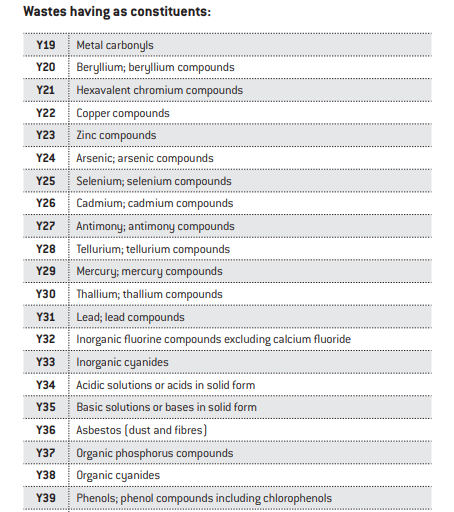 Wastes having as constituents:
Y19 Metal carbonyls
Y20 Beryllium; beryllium compounds
Y21 Hexavalent chromium compounds
Y22 Copper compounds
Y23 Zinc compounds
Y24 Arsenic; arsenic compounds
Y25 Selenium; selenium compounds
Y26 Cadmium; cadmium compounds
Y27 Antimony; antimony compounds
Y28 Tellurium; tellurium compounds
Y29 Mercury; mercury compounds
Y30 Thallium; thallium compounds
Y31 Lead; lead compounds
Y32 Inorganic fluorine compounds excluding calcium fluoride
Y33 Inorganic cyanides
Y34 Acidic solutions or acids in solid form
Y35 Basic solutions or bases in solid form
Y36 Asbestos (dust and fibres)
Y37 Organic phosphorus compounds
Y38 Organic cyanides
Y39 Phenols; phenol compounds including chlorophenols